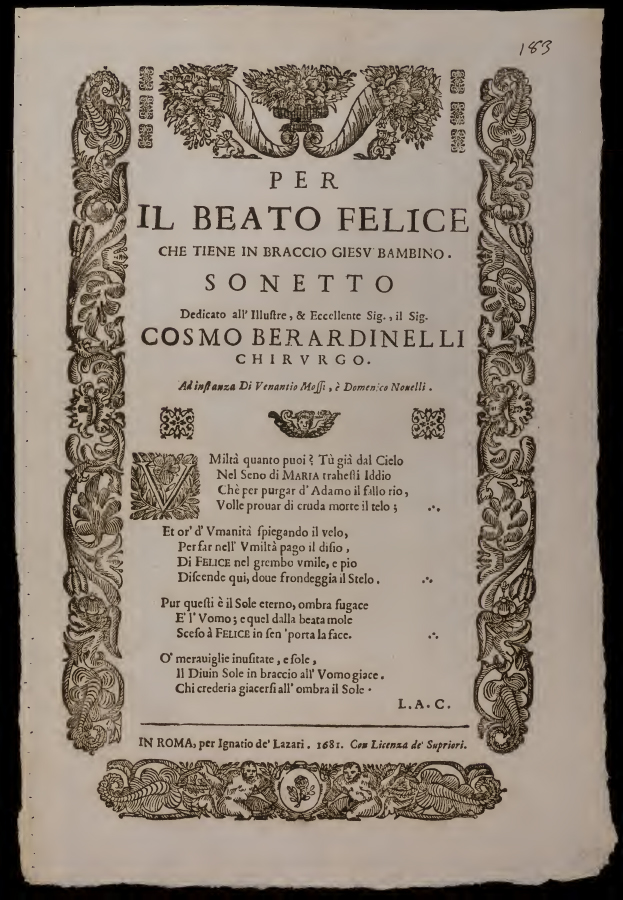 183
PER
IL BEATO FELICE
CHE TIENE IN BRACCIO GIESV' BAMBINO.
SONETTO
Dedicato all' Illuſtre, & Eccellente Sig., il Sig.
COSMO BERARDINELLI
CHIRVRGO.
Ad inſtanza Di Venantio Moſſi, è Domenico Nouelli.
VMiltà quanto puoi? Tù già dal Cielo
Nel Seno di MARIA traheſti Iddio
Chè per purgar d' Adamo il fallo rio,
Volle prouar di cruda morte il telo;
Et or' d' Vmanità ſpiegando il velo,
Per far nell' Vmiltà pago il diſio,
Di FELICE nel grembo vmile, e pio
Diſcende qui, doue frondeggia il Stelo.
Pur queſti è il Sole eterno, ombra fugace
E' l' Vomo; e quel dalla beata mole
Sceſo à FELICE in ſen 'porta la face.
O' merauiglie inuſitate, e ſole,
Il Diuin Sole in braccio all' Vomo giace.
Chi crederia giacerſi all' ombra il Sole.
L. A. C.
IN ROMA, per Ignatio de' Lazari. 1681. Con Licenza de' Supriori.